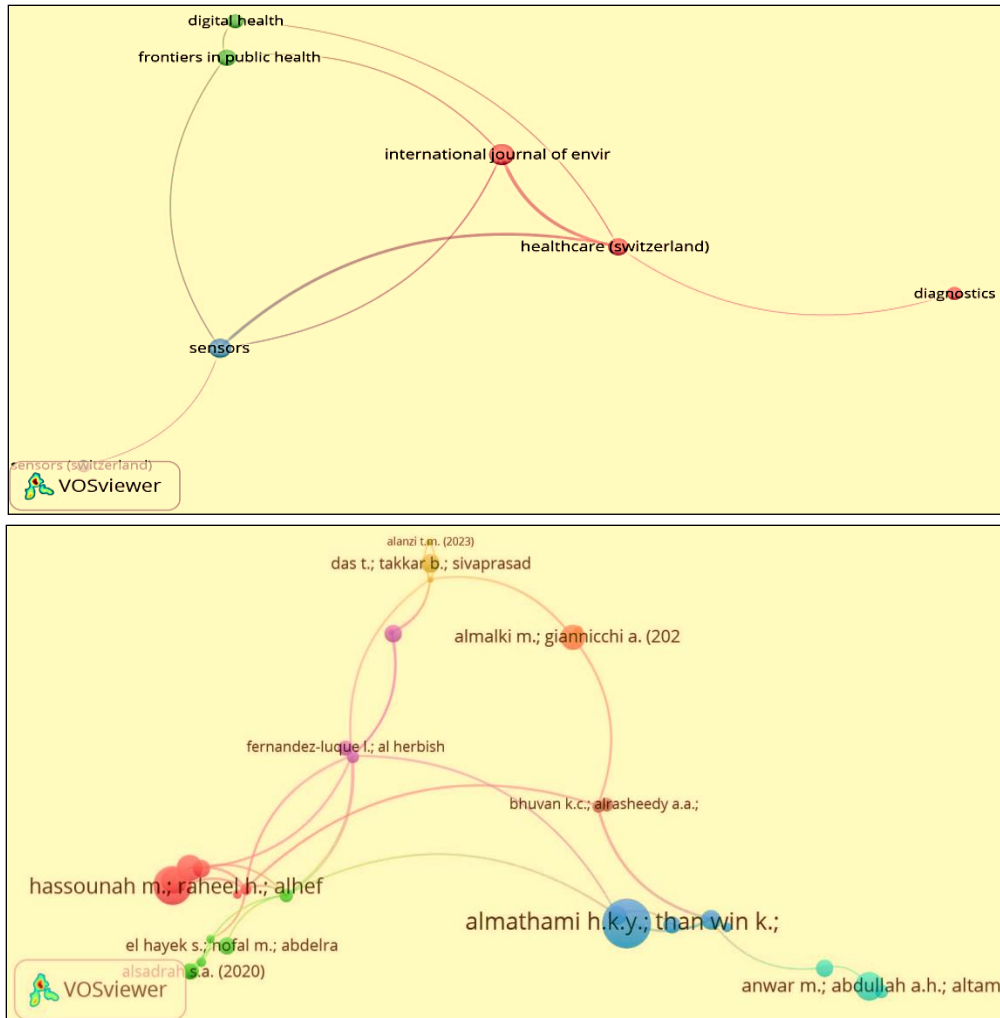 digital health
frontiers in public health
international journal of envir
healthcare (switzerland)
diagnostics
sensors
sensors (switzerland)
VOSviewer
alanzi t.m. (2023)
das t.; takkar b.; sivaprasad
almalki m.; giannicchi a. (202
fernandez-luque l.; al herbish
bhuvan k.c.; alrasheedy a.a.;
hassounah m.; raheel h.; alhef
almathami h.k.y.; than win k.;
el hayek s.; nofal m.; abdelra
alsadrah s.a. (2020)
anwar m.; abdullah a.h.; altam
VOSviewer